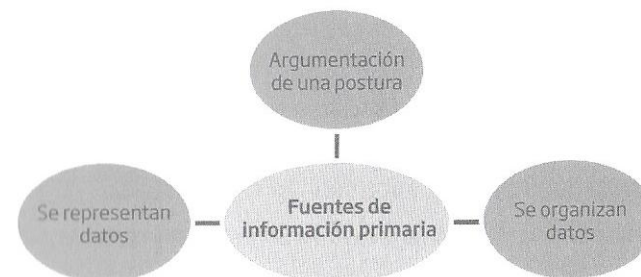 Argumentación
de una postura
Se representan
datos
Fuentes de
información primaria
Se organizan
datos